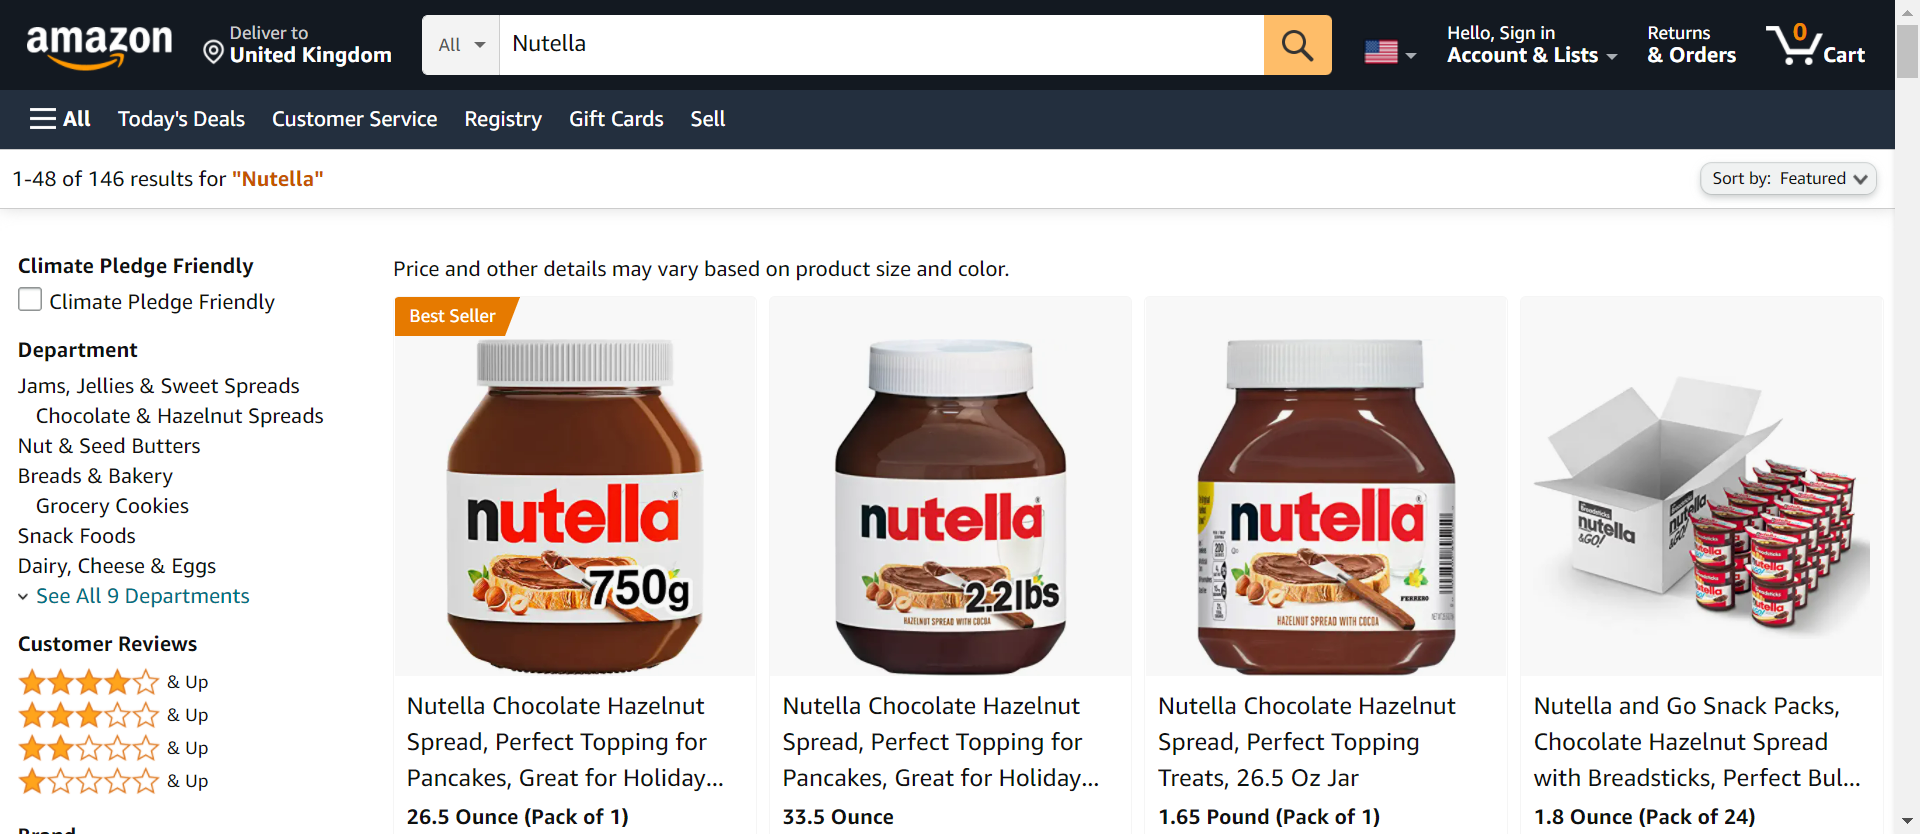 amazon
Deliver to
United Kingdom
All
Nutella
Hello, Sign in
Account & Lists
Returns
& Orders
0
Cart
All
Today's Deals
Customer Service
Registry
Gift Cards
Sell
1-48 of 146 results for "Nutella"
Sort by: Featured
Climate Pledge Friendly
Climate Pledge Friendly
Department
Jams, Jellies & Sweet Spreads
Chocolate & Hazelnut Spreads
Nut & Seed Butters
Breads & Bakery
Grocery Cookies
Snack Foods
Dairy, Cheese & Eggs
See All 9 Departments
Customer Reviews
& Up
& Up
& Up
& Up
Brand
Price and other details may vary based on product size and color.
Best Seller
nutella
750g
Nutella Chocolate Hazelnut
Spread, Perfect Topping for
Pancakes, Great for Holiday...
26.5 Ounce (Pack of 1)
nutella
2.2lbs
HAZELNUT SPREAD WITH COCOA
Nutella Chocolate Hazelnut
Spread, Perfect Topping for
Pancakes, Great for Holiday...
33.5 Ounce
nutella
200
FERRERO
HAZELNUT SPREAD WITH COCOA
Nutella Chocolate Hazelnut
Spread, Perfect Topping
Treats, 26.5 Oz Jar
1.65 Pound (Pack of 1)
Breadsticks
nutella
&GO!
nutella
nutella
nutella
nutella
Nutella and Go Snack Packs,
Chocolate Hazelnut Spread
with Breadsticks, Perfect Bul...
1.8 Ounce (Pack of 24)